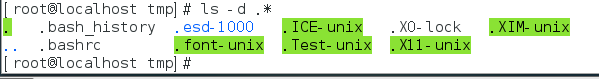 [root@localhost tmp]# ls -d .*
.   .bash_history  .esd-1000   .ICE-unix   .X0-lock   .XIM-unix
..  .bashrc        .font-unix  .Test-unix  .X11-unix
[root@localhost tmp]#